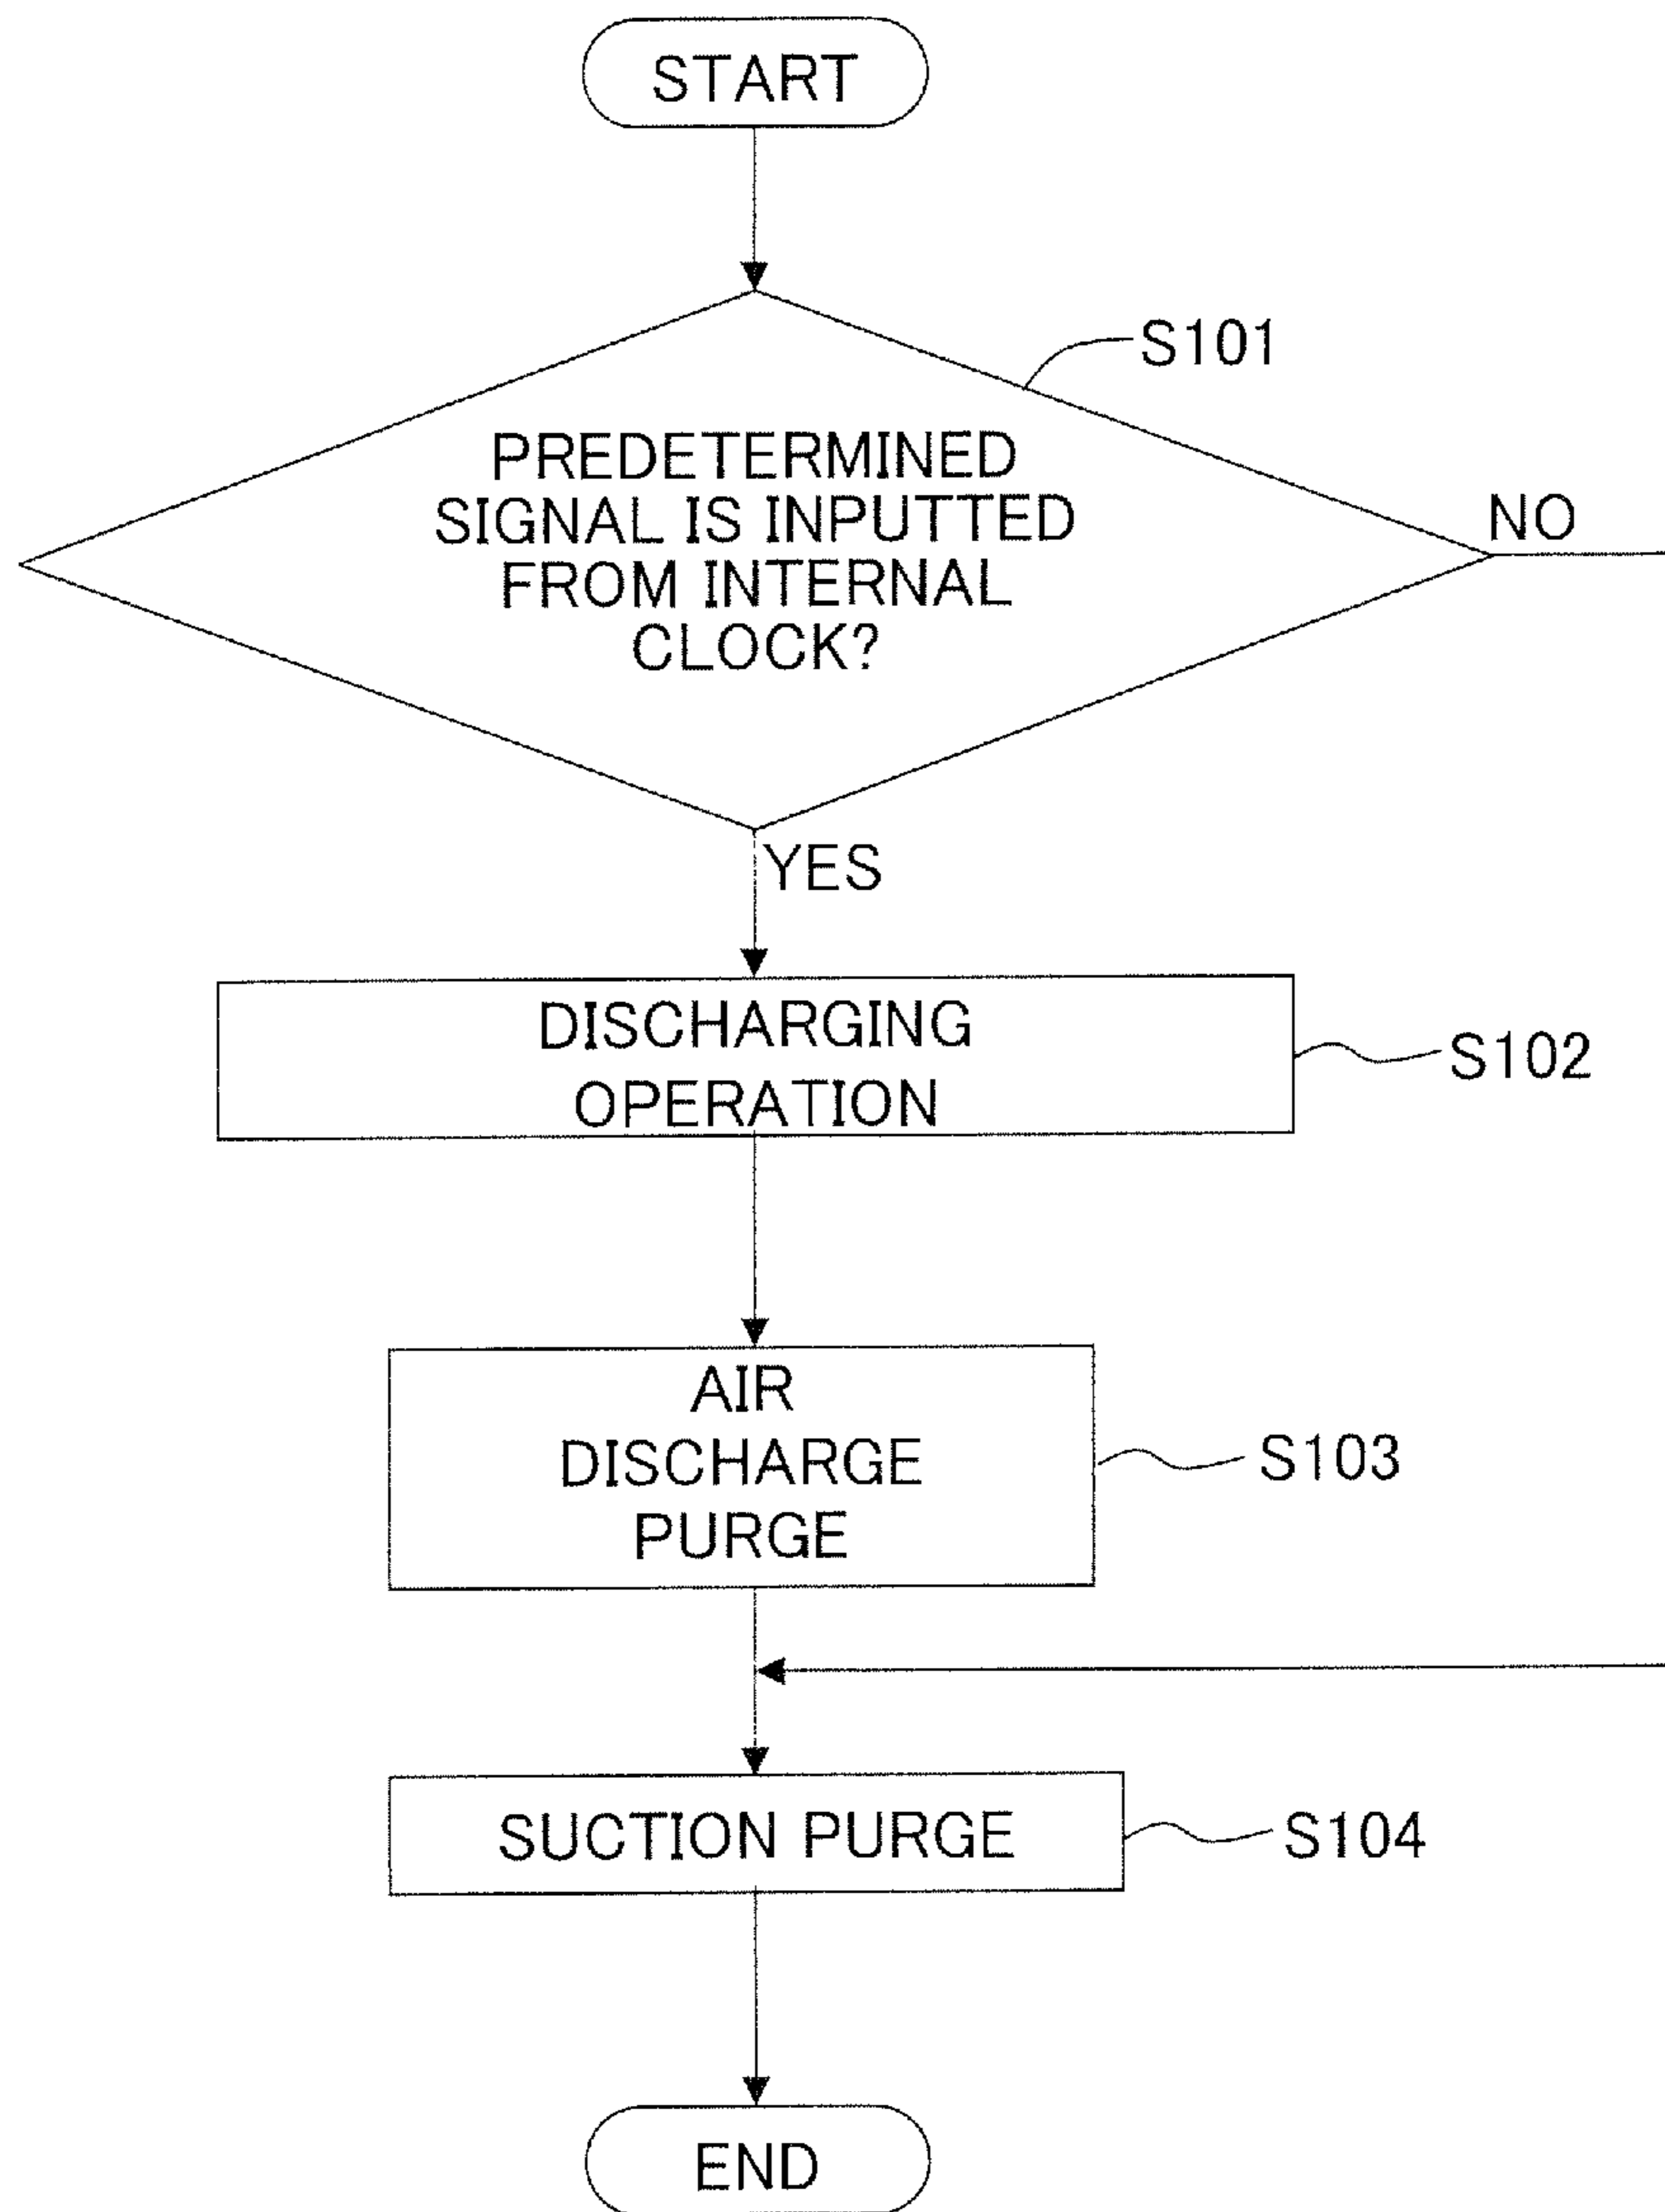 START
S101
PREDETERMINED
SIGNAL IS INPUTTED
FROM INTERNAL
CLOCK?
NO
YES
DISCHARGING
OPERATION
S102
AIR
DISCHARGE
PURGE
S103
SUCTION PURGE
S104
END